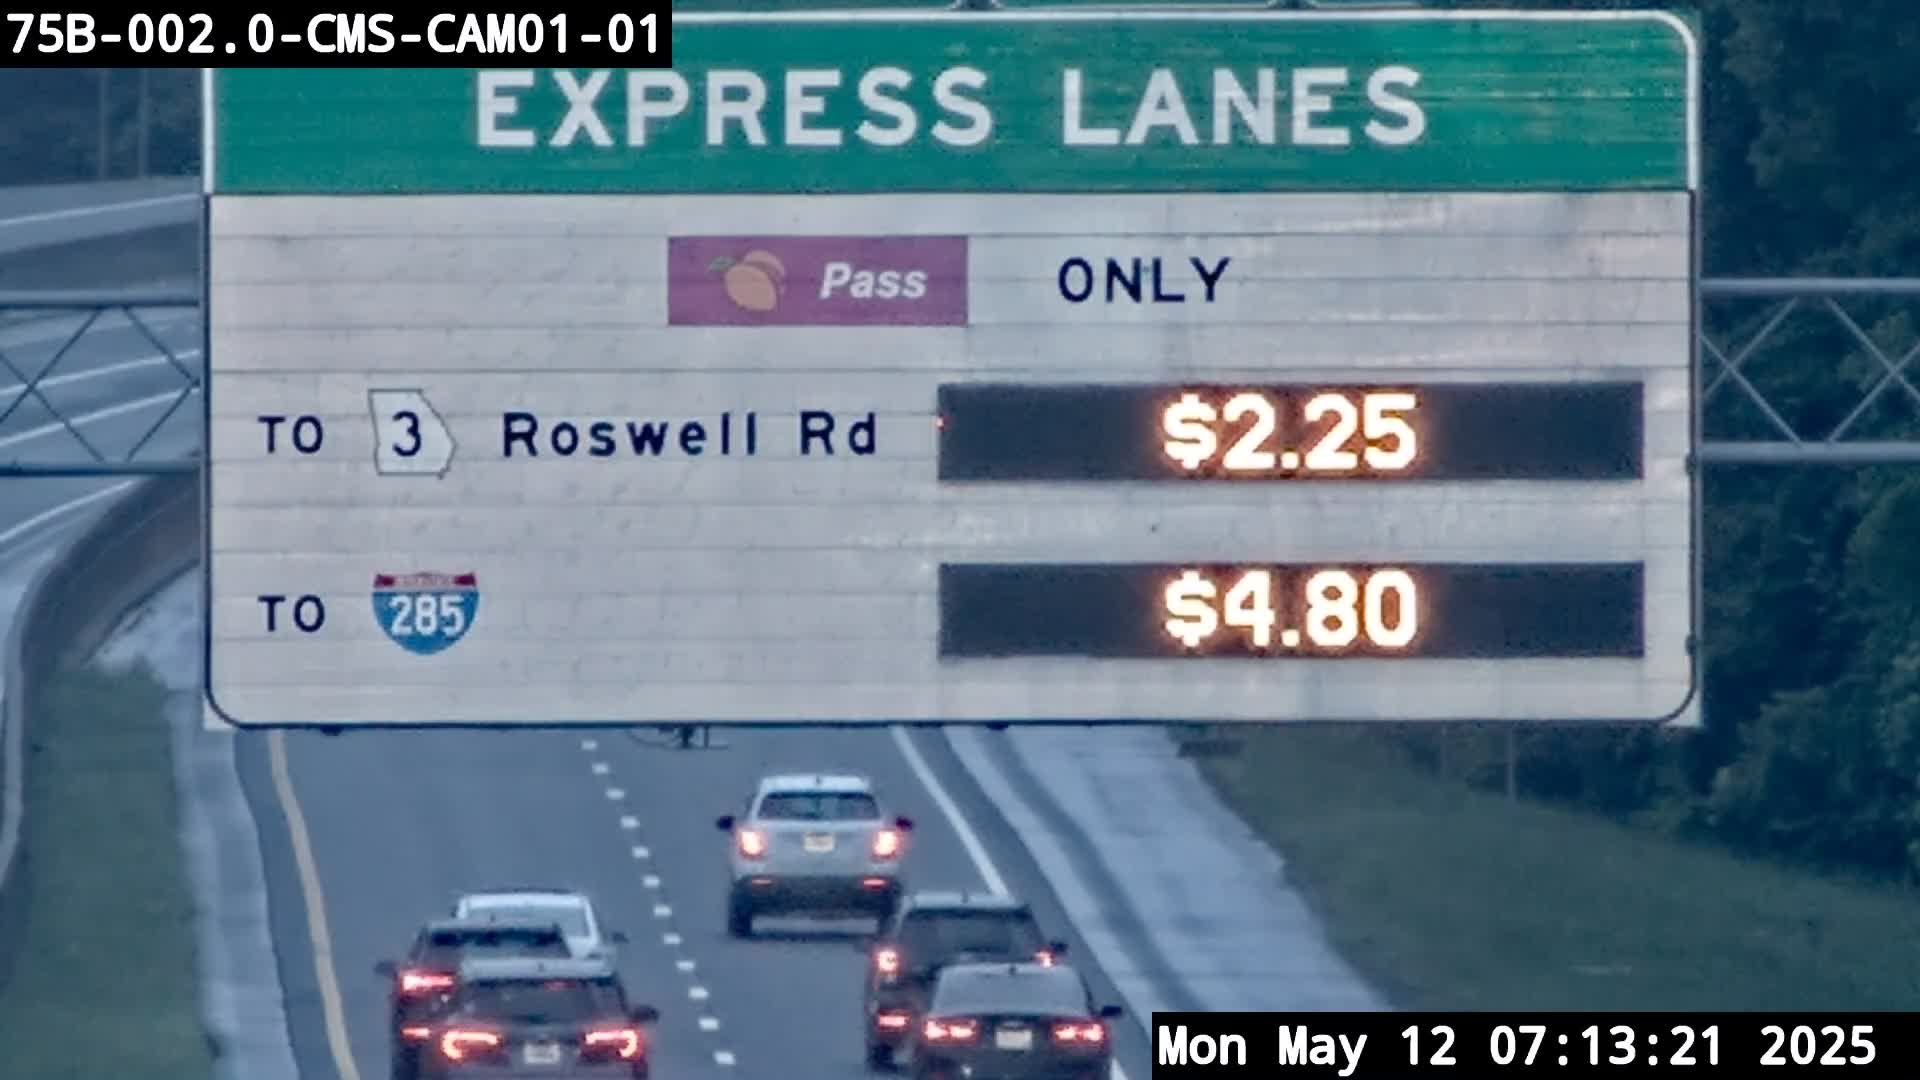 75B-002.0-CMS-CAM01-01
EXPRESS LANES
Pass ONLY
TO 3 Roswell Rd $2.25
TO 285 $4.80
Mon May 12 07:13:21 2025